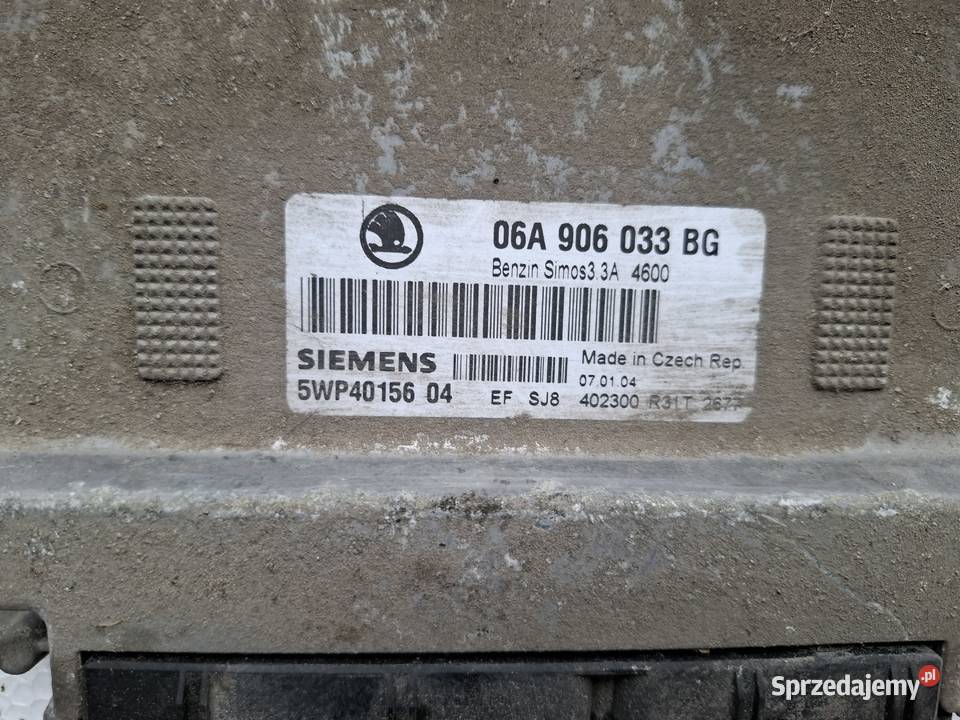 06A 906 033 BG
Benzin Simos3.3A 4600
SIEMENS
Made in Czech Rep.
5WP40156 04
07.01.04
EF SJ8 402300 R31T
Sprzedajemy.pl